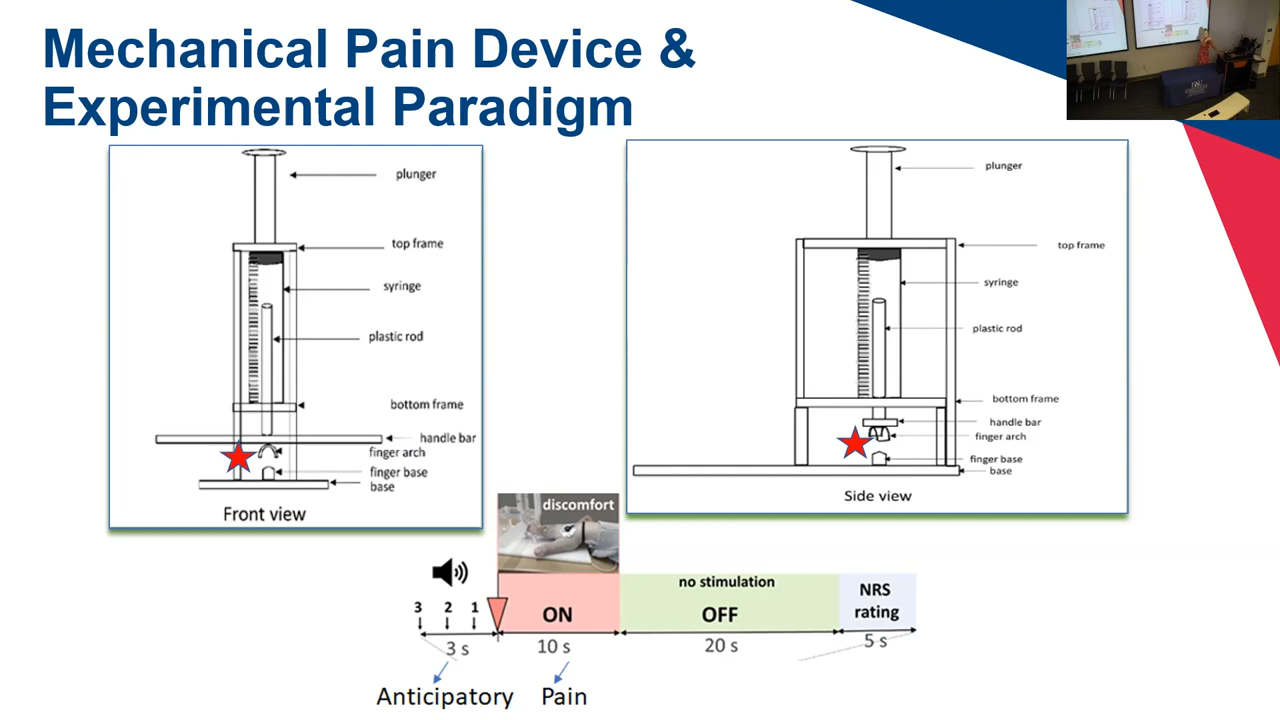 Mechanical Pain Device &
Experimental Paradigm
plunger
top frame
syringe
plastic rod
bottom frame
handle bar
finger arch
finger base
base
Front view
plunger
top frame
syringe
plastic rod
bottom frame
handle bar
finger arch
finger base
base
Side view
discomfort
3 2 1
ON
no stimulation
OFF
NRS
rating
3 s
10 s
20 s
5 s
Anticipatory
Pain